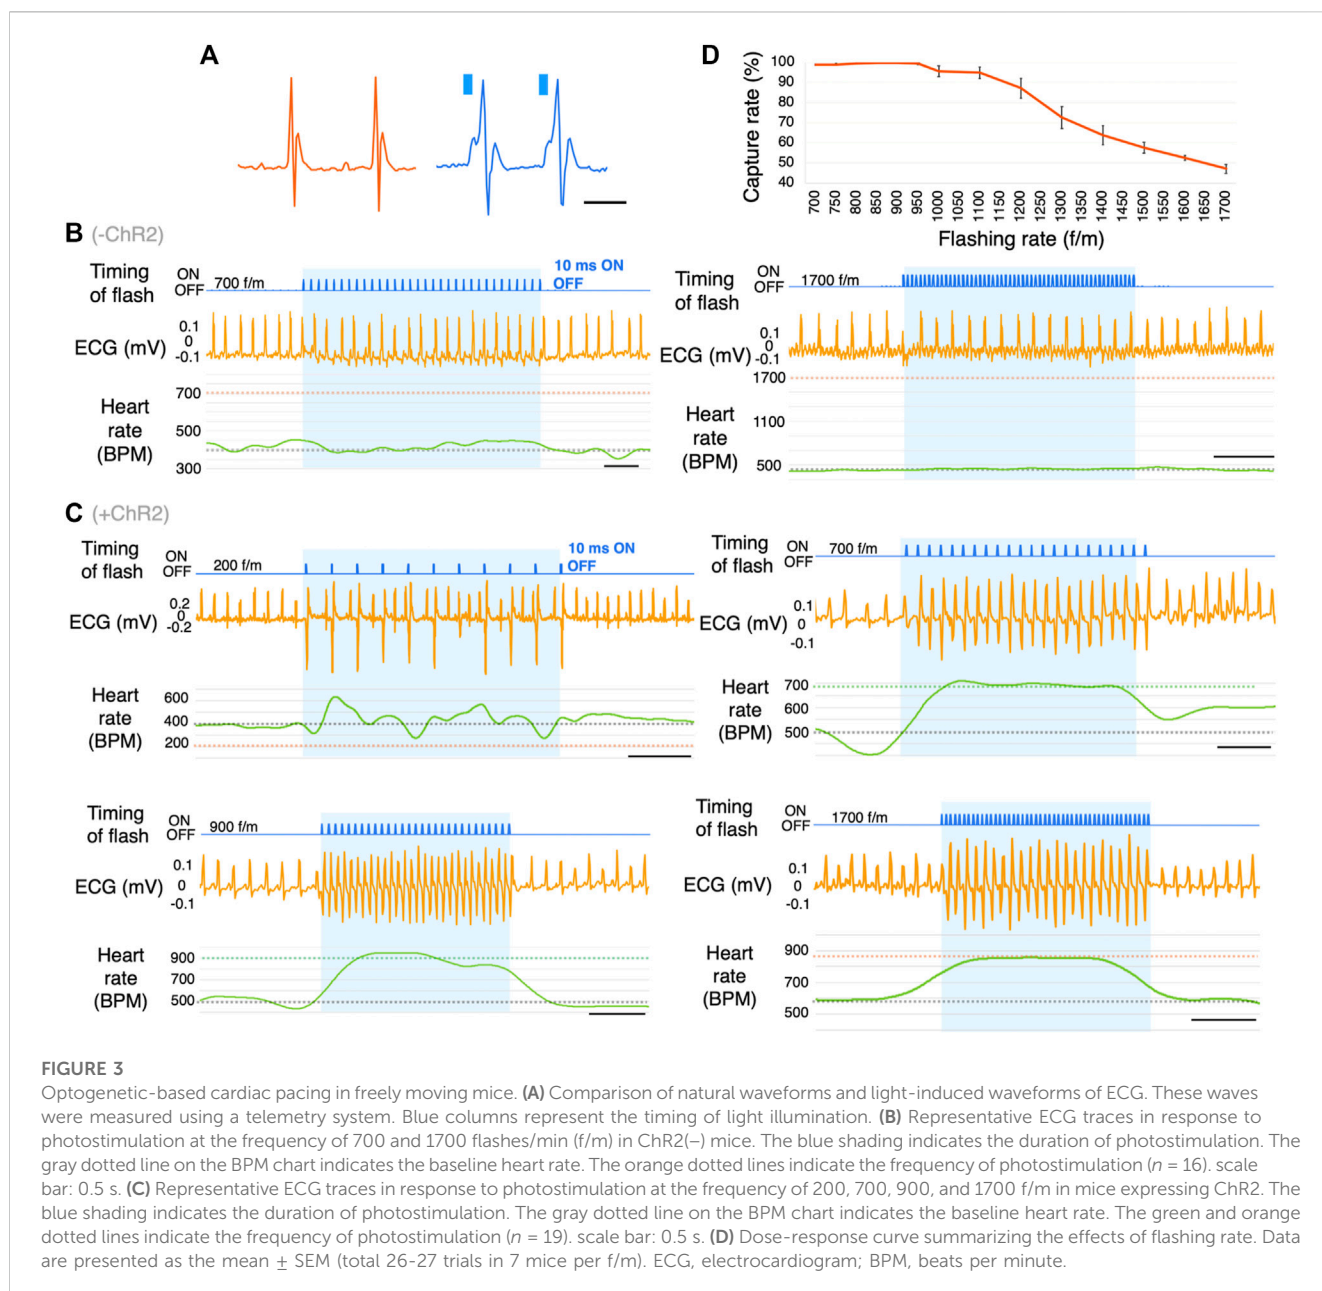 A
D
Capture rate (%)
100
90
80
70
60
50
40
700
750
800
850
900
950
1000
1050
1100
1150
1200
1250
1300
1350
1400
1450
1500
1550
1600
1650
1700
Flashing rate (f/m)
B (-ChR2)
Timing
of flash
ON
OFF
700 f/m
10 ms ON
OFF
ECG (mV)
0.1
0
-0.1
Heart
rate
(BPM)
700
500
300
Timing
of flash
ON
OFF
1700 f/m
ECG (mV)
0.1
0
-0.1
Heart
rate
(BPM)
1700
1100
500
C (+ChR2)
Timing
of flash
ON
OFF
200 f/m
10 ms ON
OFF
ECG (mV)
0.2
0
-0.2
Heart
rate
(BPM)
600
400
200
Timing
of flash
ON
OFF
700 f/m
ECG (mV)
0.1
0
-0.1
Heart
rate
(BPM)
700
600
500
Timing
of flash
ON
OFF
900 f/m
ECG (mV)
0.1
0
-0.1
Heart
rate
(BPM)
900
700
500
Timing
of flash
ON
OFF
1700 f/m
ECG (mV)
0.1
0
-0.1
Heart
rate
(BPM)
900
700
500
FIGURE 3
Optogenetic-based cardiac pacing in freely moving mice. (A) Comparison of natural waveforms and light-induced waveforms of ECG. These waves
were measured using a telemetry system. Blue columns represent the timing of light illumination. (B) Representative ECG traces in response to
photostimulation at the frequency of 700 and 1700 flashes/min (f/m) in ChR2(−) mice. The blue shading indicates the duration of photostimulation. The
gray dotted line on the BPM chart indicates the baseline heart rate. The orange dotted lines indicate the frequency of photostimulation (n = 16). scale
bar: 0.5 s. (C) Representative ECG traces in response to photostimulation at the frequency of 200, 700, 900, and 1700 f/m in mice expressing ChR2. The
blue shading indicates the duration of photostimulation. The gray dotted line on the BPM chart indicates the baseline heart rate. The green and orange
dotted lines indicate the frequency of photostimulation (n = 19). scale bar: 0.5 s. (D) Dose-response curve summarizing the effects of flashing rate. Data
are presented as the mean ± SEM (total 26-27 trials in 7 mice per f/m). ECG, electrocardiogram; BPM, beats per minute.